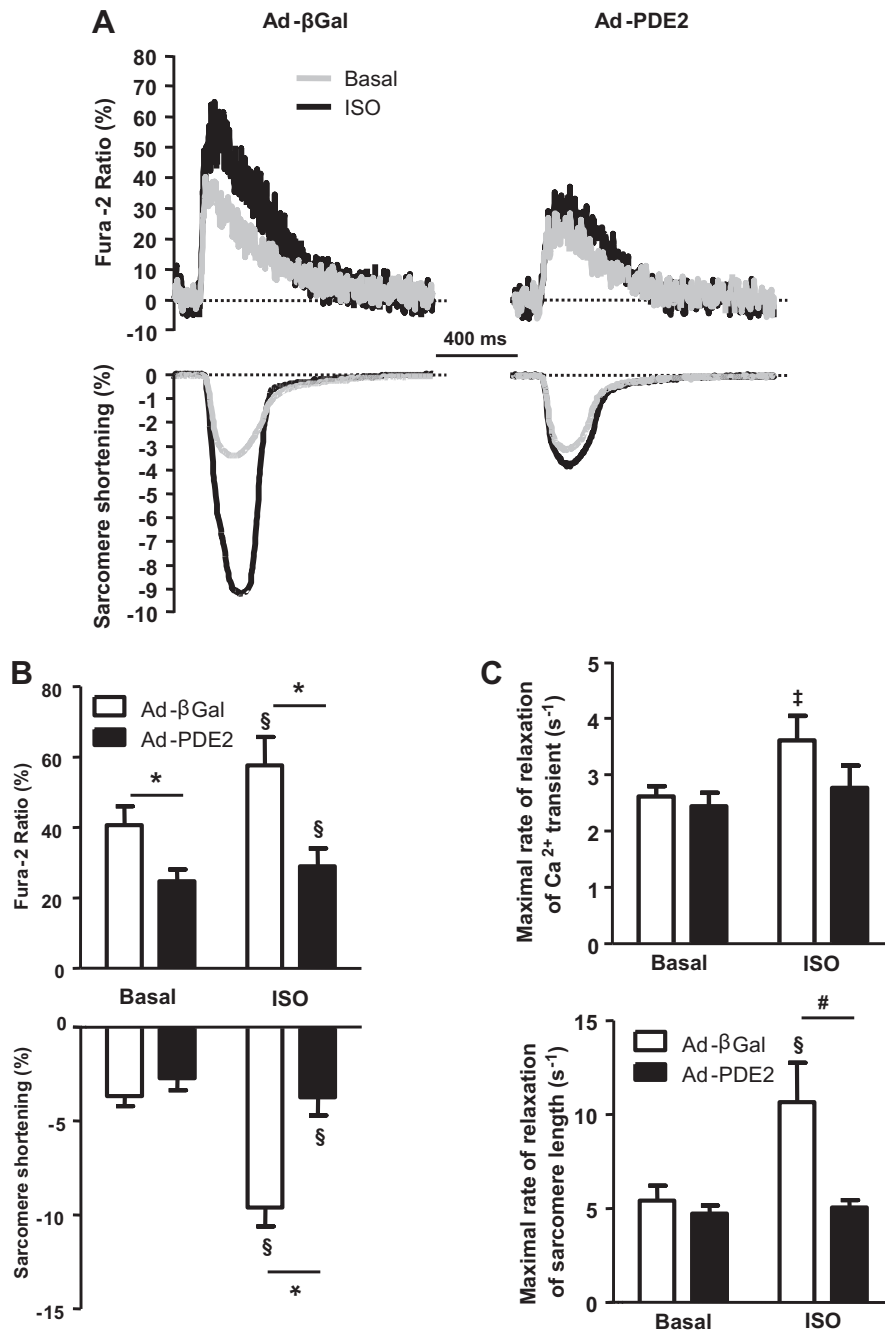 A
Ad-βGal
Ad-PDE2
Basal
ISO
Fura-2 Ratio (%)
80
70
60
50
40
30
20
10
0
-10
400 ms
Sarcomere shortening (%)
0
-1
-2
-3
-4
-5
-6
-7
-8
-9
-10
B
Ad-βGal
Ad-PDE2
Fura-2 Ratio (%)
80
60
40
20
0
*
§
*
§
Basal
ISO
Sarcomere shortening (%)
0
-5
-10
-15
§
§
*
C
Maximal rate of relaxation
of Ca 2+ transient (s-1)
5
4
3
2
1
0
‡
Basal
ISO
Maximal rate of relaxation
of sarcomere length (s-1)
15
10
5
0
Ad-βGal
Ad-PDE2
#
§
Basal
ISO